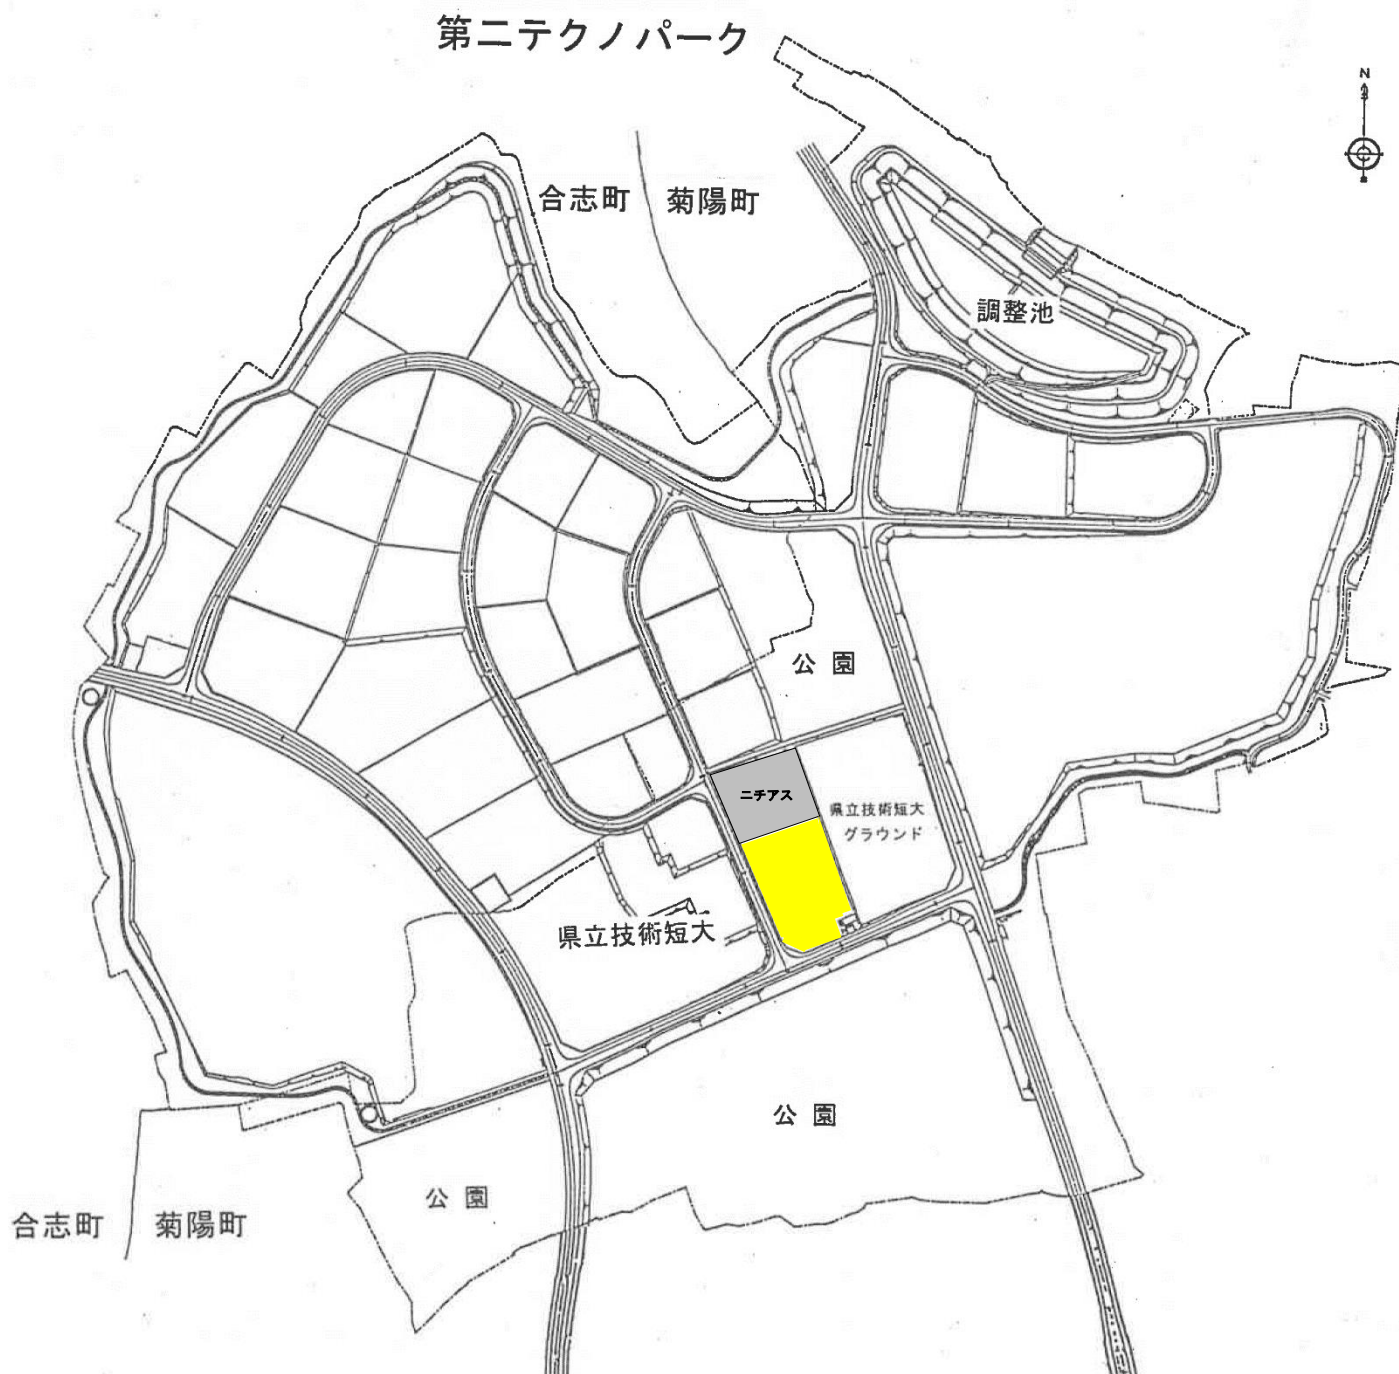 第二テクノパーク
N
合志町 菊陽町
調整池
公園
ニチアス
県立技術短大
グラウンド
県立技術短大
公園
公園
合志町 菊陽町